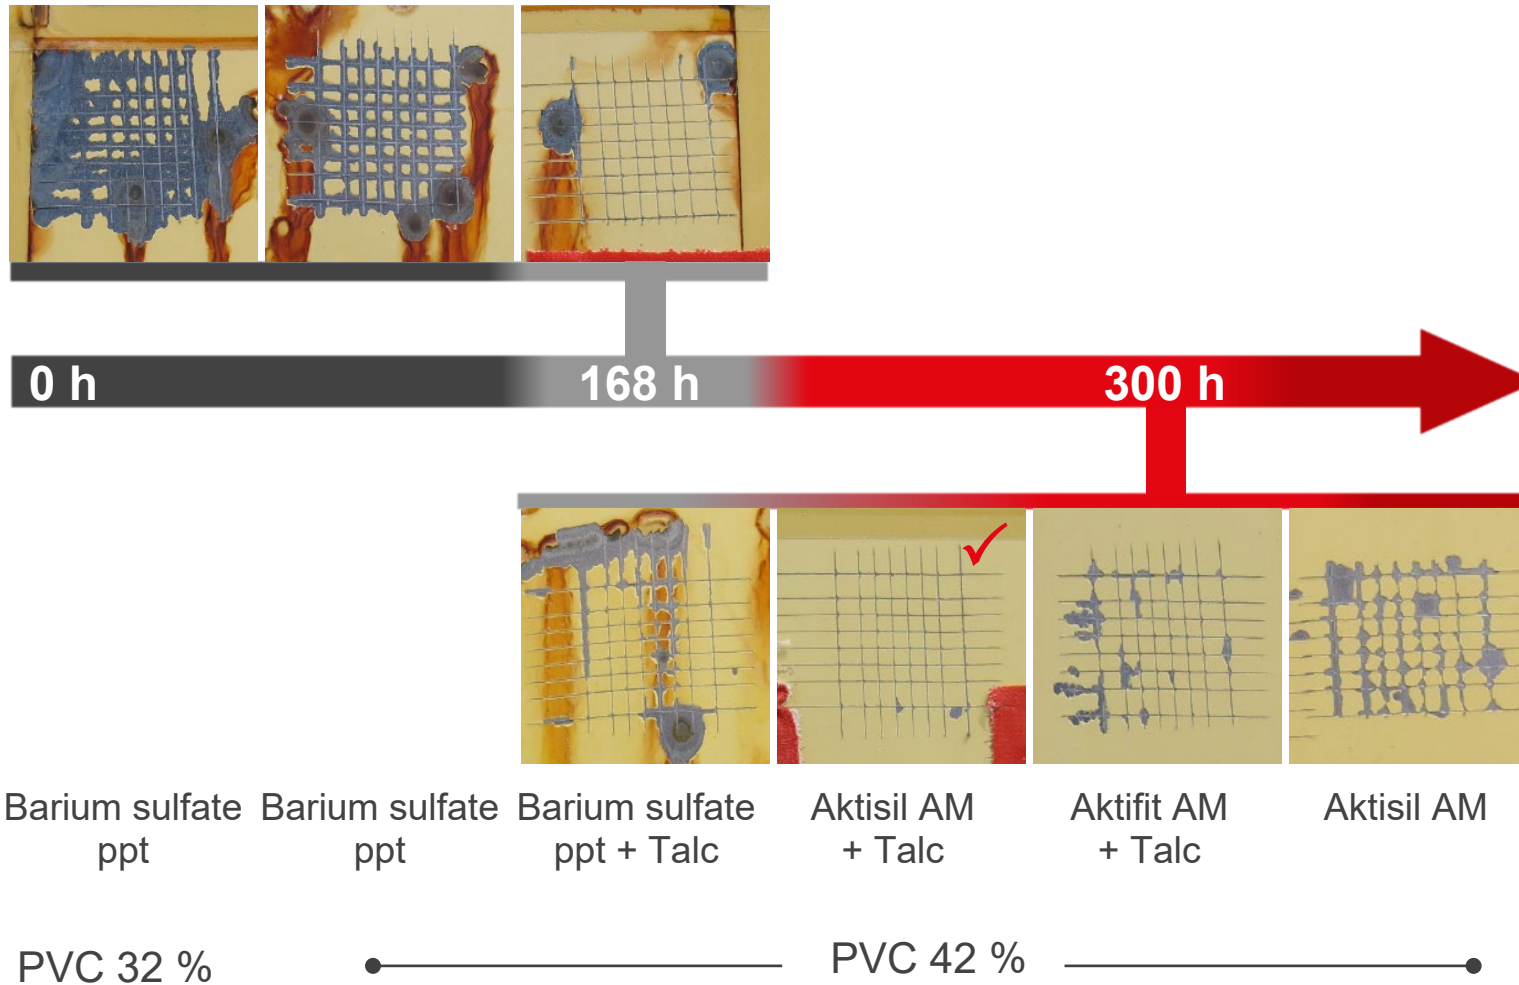 0 h
168 h
300 h
Barium sulfate
ppt
Barium sulfate
ppt
Barium sulfate
ppt + Talc
Aktisil AM
+ Talc
Aktifit AM
+ Talc
Aktisil AM
PVC 32 %
PVC 42 %